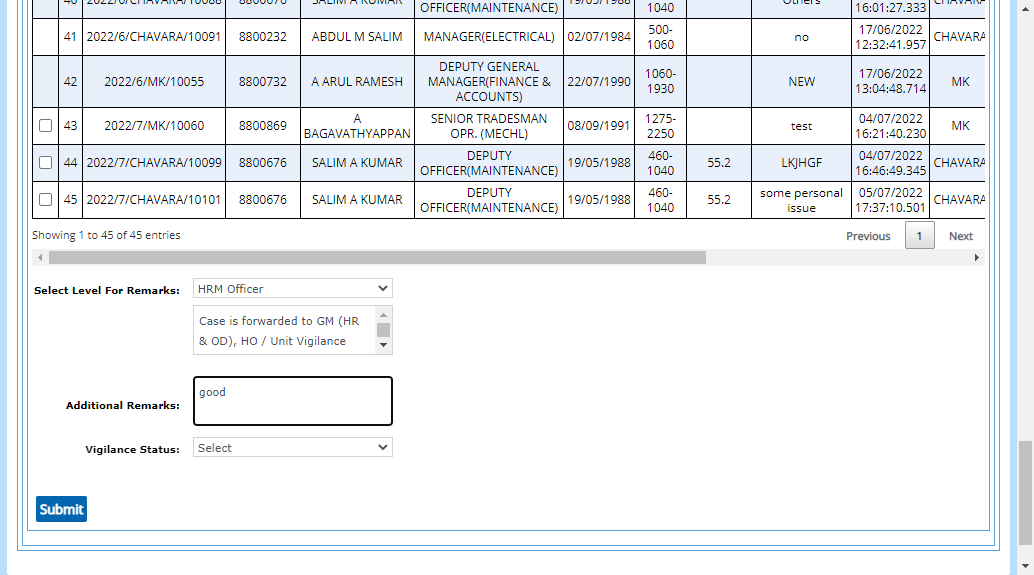 40 2022/6/CHAVARA/10088 8800676 SALIM A KUMAR OFFICER(MAINTENANCE) 19/05/1988 1040 Others 16:01:27.333 CHAVARA
41 2022/6/CHAVARA/10091 8800232 ABDUL M SALIM MANAGER(ELECTRICAL) 02/07/1984 500-1060 no 17/06/2022 12:32:41.957 CHAVARA
42 2022/6/MK/10055 8800732 A ARUL RAMESH DEPUTY GENERAL MANAGER(FINANCE & ACCOUNTS) 22/07/1990 1060-1930 NEW 17/06/2022 13:04:48.714 MK
43 2022/7/MK/10060 8800869 A BAGAVATHYAPPAN SENIOR TRADESMAN OPR. (MECHL) 08/09/1991 1275-2250 test 04/07/2022 16:21:40.230 MK
44 2022/7/CHAVARA/10099 8800676 SALIM A KUMAR DEPUTY OFFICER(MAINTENANCE) 19/05/1988 460-1040 55.2 LKJHGF 04/07/2022 16:46:49.345 CHAVARA
45 2022/7/CHAVARA/10101 8800676 SALIM A KUMAR DEPUTY OFFICER(MAINTENANCE) 19/05/1988 460-1040 55.2 some personal issue 05/07/2022 17:37:10.501 CHAVARA
Showing 1 to 45 of 45 entries Previous 1 Next
Select Level For Remarks: HRM Officer
Case is forwarded to GM (HR
& OD), HO / Unit Vigilance
Additional Remarks: good
Vigilance Status: Select
Submit